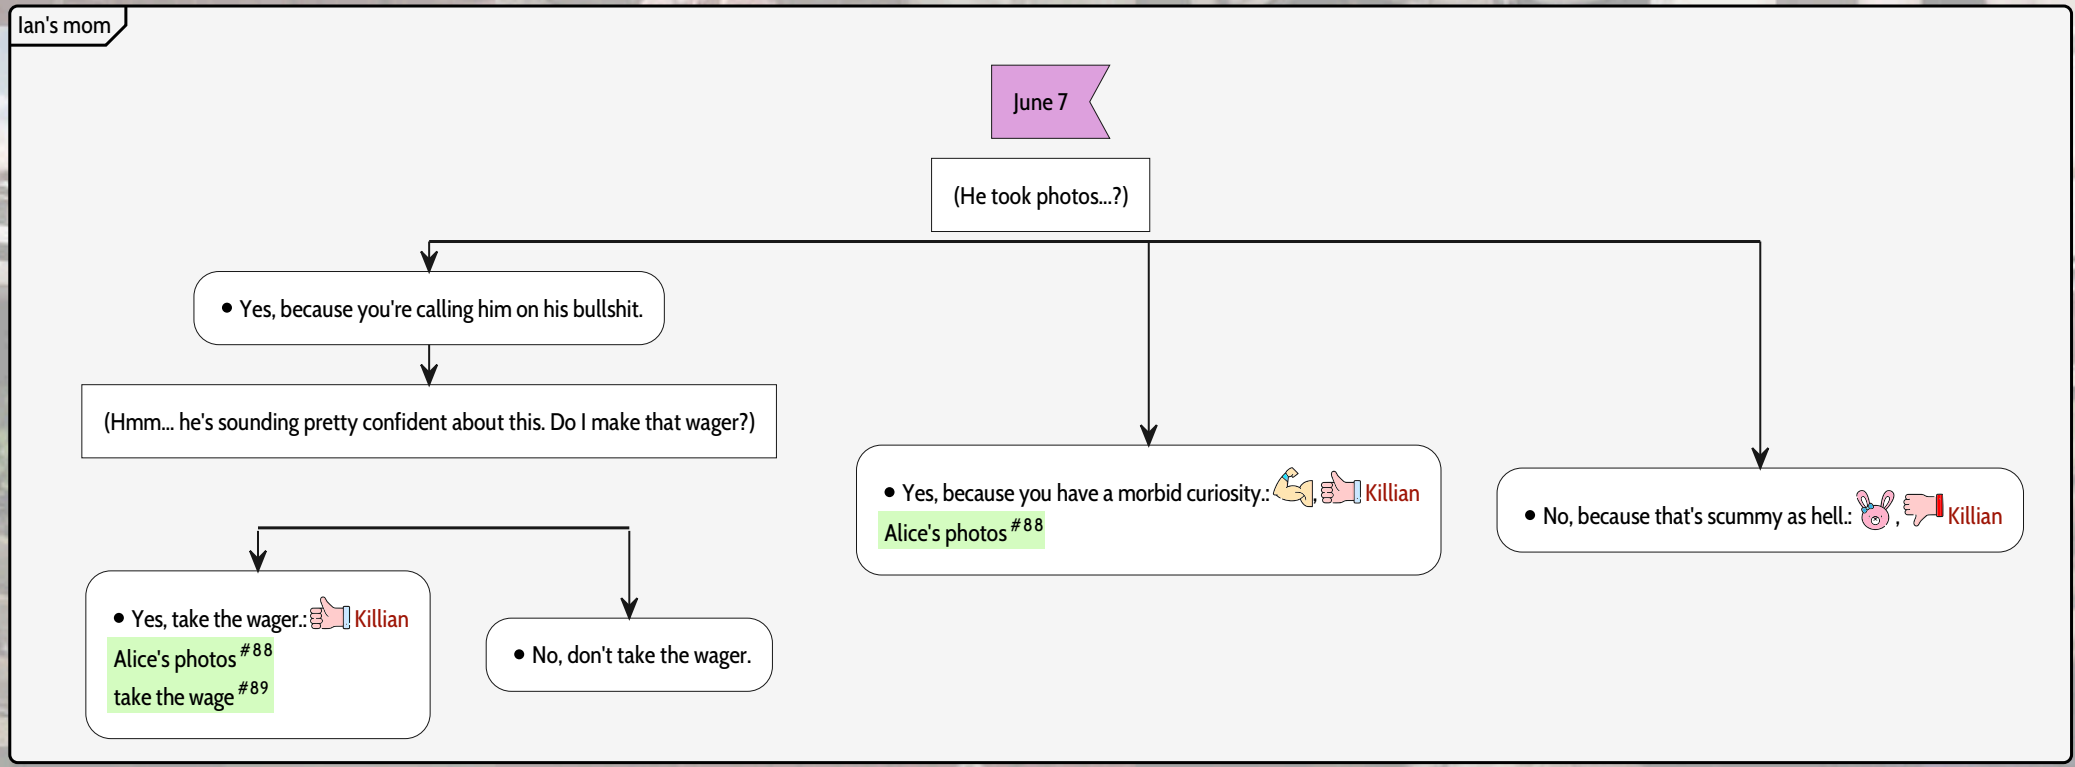 Ian's mom
June 7
(He took photos...?)
• Yes, because you're calling him on his bullshit.
(Hmm... he's sounding pretty confident about this. Do I make that wager?)
• Yes, because you have a morbid curiosity.: , Killian
Alice's photos #88
• No, because that's scummy as hell.: , Killian
• Yes, take the wager.: Killian
Alice's photos #88
take the wage #89
• No, don't take the wager.